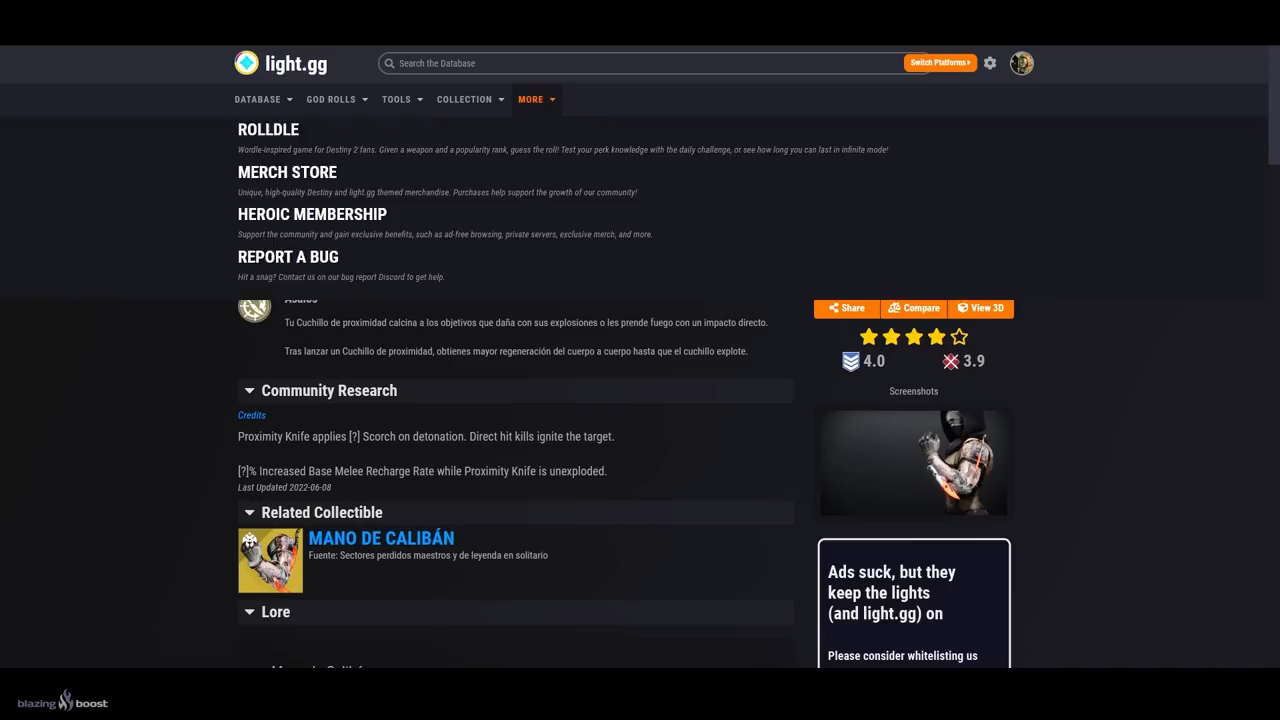 light.gg
Search the Database
Switch Platforms
DATABASE
GOD ROLLS
TOOLS
COLLECTION
MORE
ROLLDLE
Wordle-inspired game for Destiny 2 fans. Given a weapon and a popularity rank, guess the roll! Test your perk knowledge with the daily challenge, or see how long you can last in infinite mode!
MERCH STORE
Unique, high-quality Destiny and light.gg themed merchandise. Purchases help support the growth of our community!
HEROIC MEMBERSHIP
Support the community and gain exclusive benefits, such as ad-free browsing, private servers, exclusive merch, and more.
REPORT A BUG
Hit a snag? Contact us on our bug report Discord to get help.
Share
Compare
View 3D
Tu Cuchillo de proximidad calcina a los objetivos que daña con sus explosiones o les prende fuego con un impacto directo.
Tras lanzar un Cuchillo de proximidad, obtienes mayor regeneración del cuerpo a cuerpo hasta que el cuchillo explote.
4.0
3.9
Screenshots
Community Research
Credits
Proximity Knife applies [?] Scorch on detonation. Direct hit kills ignite the target.
[?]% Increased Base Melee Recharge Rate while Proximity Knife is unexploded.
Last Updated 2022-06-08
Related Collectible
MANO DE CALIBÁN
Fuente: Sectores perdidos maestros y de leyenda en solitario
Lore
Ads suck, but they
keep the lights
(and light.gg) on
Please consider whitelisting us
blazing boost